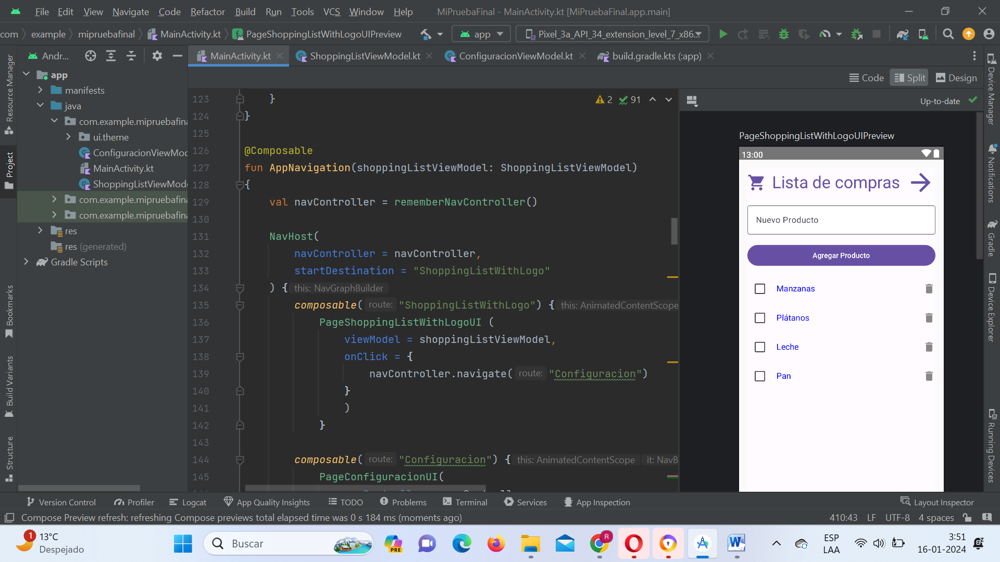 File Edit View Navigate Code Refactor Build Run Tools VCS Window Help MiPruebaFinal - MainActivity.kt [MiPruebaFinal.app.main]
com example mipruebafinal MainActivity.kt PageShoppingListWithLogoUIPreview app Pixel_3a_API_34_extension_level_7_x86...
Andr...
MainActivity.kt ShoppingListViewModel.kt ConfiguracionViewModel.kt build.gradle.kts (:app)
Code Split Design
Resource Manager
Project
Bookmarks
Build Variants
Structure
app
manifests
java
com.example.mipruebafina
ui.theme
ConfiguracionViewMod
MainActivity.kt
ShoppingListViewMode
com.example.mipruebafina
com.example.mipruebafina
res
res (generated)
Gradle Scripts
2 91
123 }
124 }
125
126 @Composable
127 fun AppNavigation(shoppingListViewModel: ShoppingListViewModel)
128 {
129 val navController = rememberNavController()
130
131 NavHost(
132 navController = navController,
133 startDestination = "ShoppingListWithLogo"
134 ) { this: NavGraphBuilder
135 composable( route: "ShoppingListWithLogo") { this: AnimatedContentScope
136 PageShoppingListWithLogoUI (
137 viewModel = shoppingListViewModel,
138 onClick = {
139 navController.navigate( route: "Configuracion")
140 }
141 )
142 }
143
144 composable( route: "Configuracion") { this: AnimatedContentScope it: NavB
145 PageConfiguracionUI(
Up-to-date
PageShoppingListWithLogoUIPreview
13:00
Lista de compras
Nuevo Producto
Agregar Producto
Manzanas
Plátanos
Leche
Pan
Device Manager
Notifications
Gradle
Device Explorer
Running Devices
Version Control Profiler Logcat App Quality Insights TODO Problems Terminal Services App Inspection Layout Inspector
Compose Preview refresh: refreshing Compose previews total elapsed time was 0 s 184 ms (moments ago) 410:43 LF UTF-8 4 spaces
1
13°C
Despejado
Buscar
PRE
R
W
ESP
LAA
3:51
16-01-2024